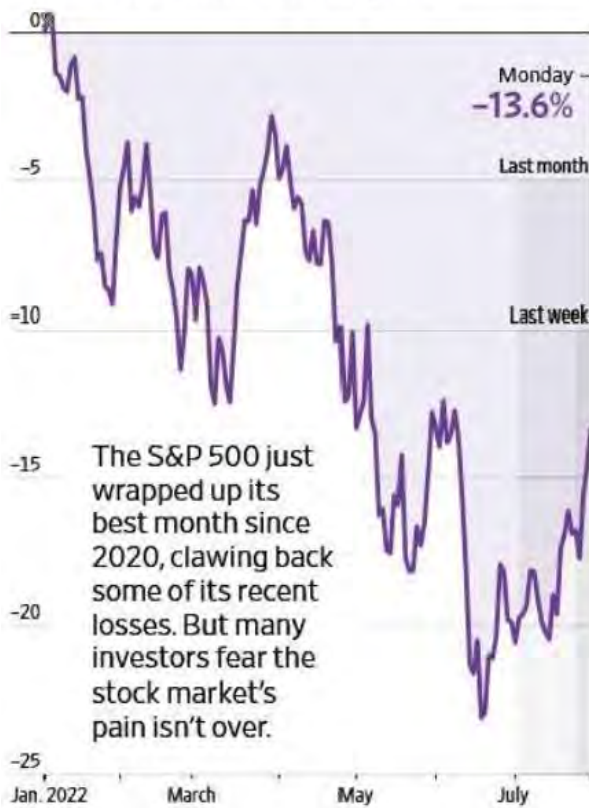 0%
Monday –
–13.6%
–5
Last month
–10
Last week
The S&P 500 just
wrapped up its
best month since
2020, clawing back
–15
some of its recent
losses. But many
–20
investors fear the
stock market's
pain isn't over.
–25
Jan. 2022 March May July